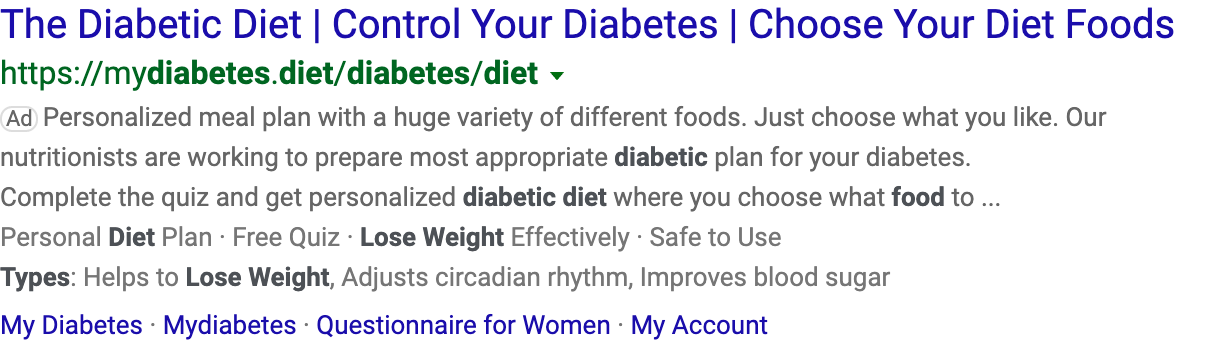 The Diabetic Diet | Control Your Diabetes | Choose Your Diet Foods
https://mydiabetes.diet/diabetes/diet
Ad Personalized meal plan with a huge variety of different foods. Just choose what you like. Our
nutritionists are working to prepare most appropriate diabetic plan for your diabetes.
Complete the quiz and get personalized diabetic diet where you choose what food to ...
Personal Diet Plan · Free Quiz · Lose Weight Effectively · Safe to Use
Types: Helps to Lose Weight, Adjusts circadian rhythm, Improves blood sugar
My Diabetes · Mydiabetes · Questionnaire for Women · My Account